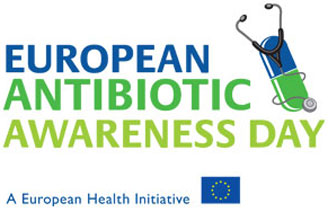 EUROPEAN
ANTIBIOTIC
AWARENESS DAY
A European Health Initiative